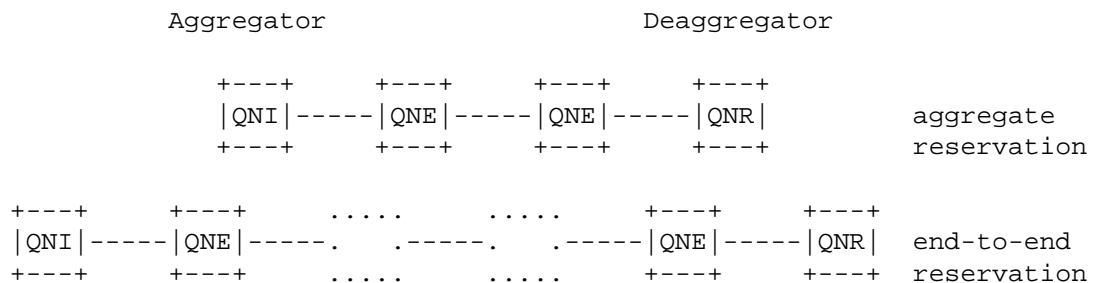 Aggregator                    Deaggregator
+---+     +---+     +---+     +---+
|QNI|-----|QNE|-----|QNE|-----|QNR|         aggregate
+---+     +---+     +---+     +---+         reservation
+---+     +---+     .....     .....     +---+     +---+
|QNI|-----|QNE|-----.   .-----.   .-----|QNE|-----|QNR|  end-to-end
+---+     +---+     .....     .....     +---+     +---+  reservation